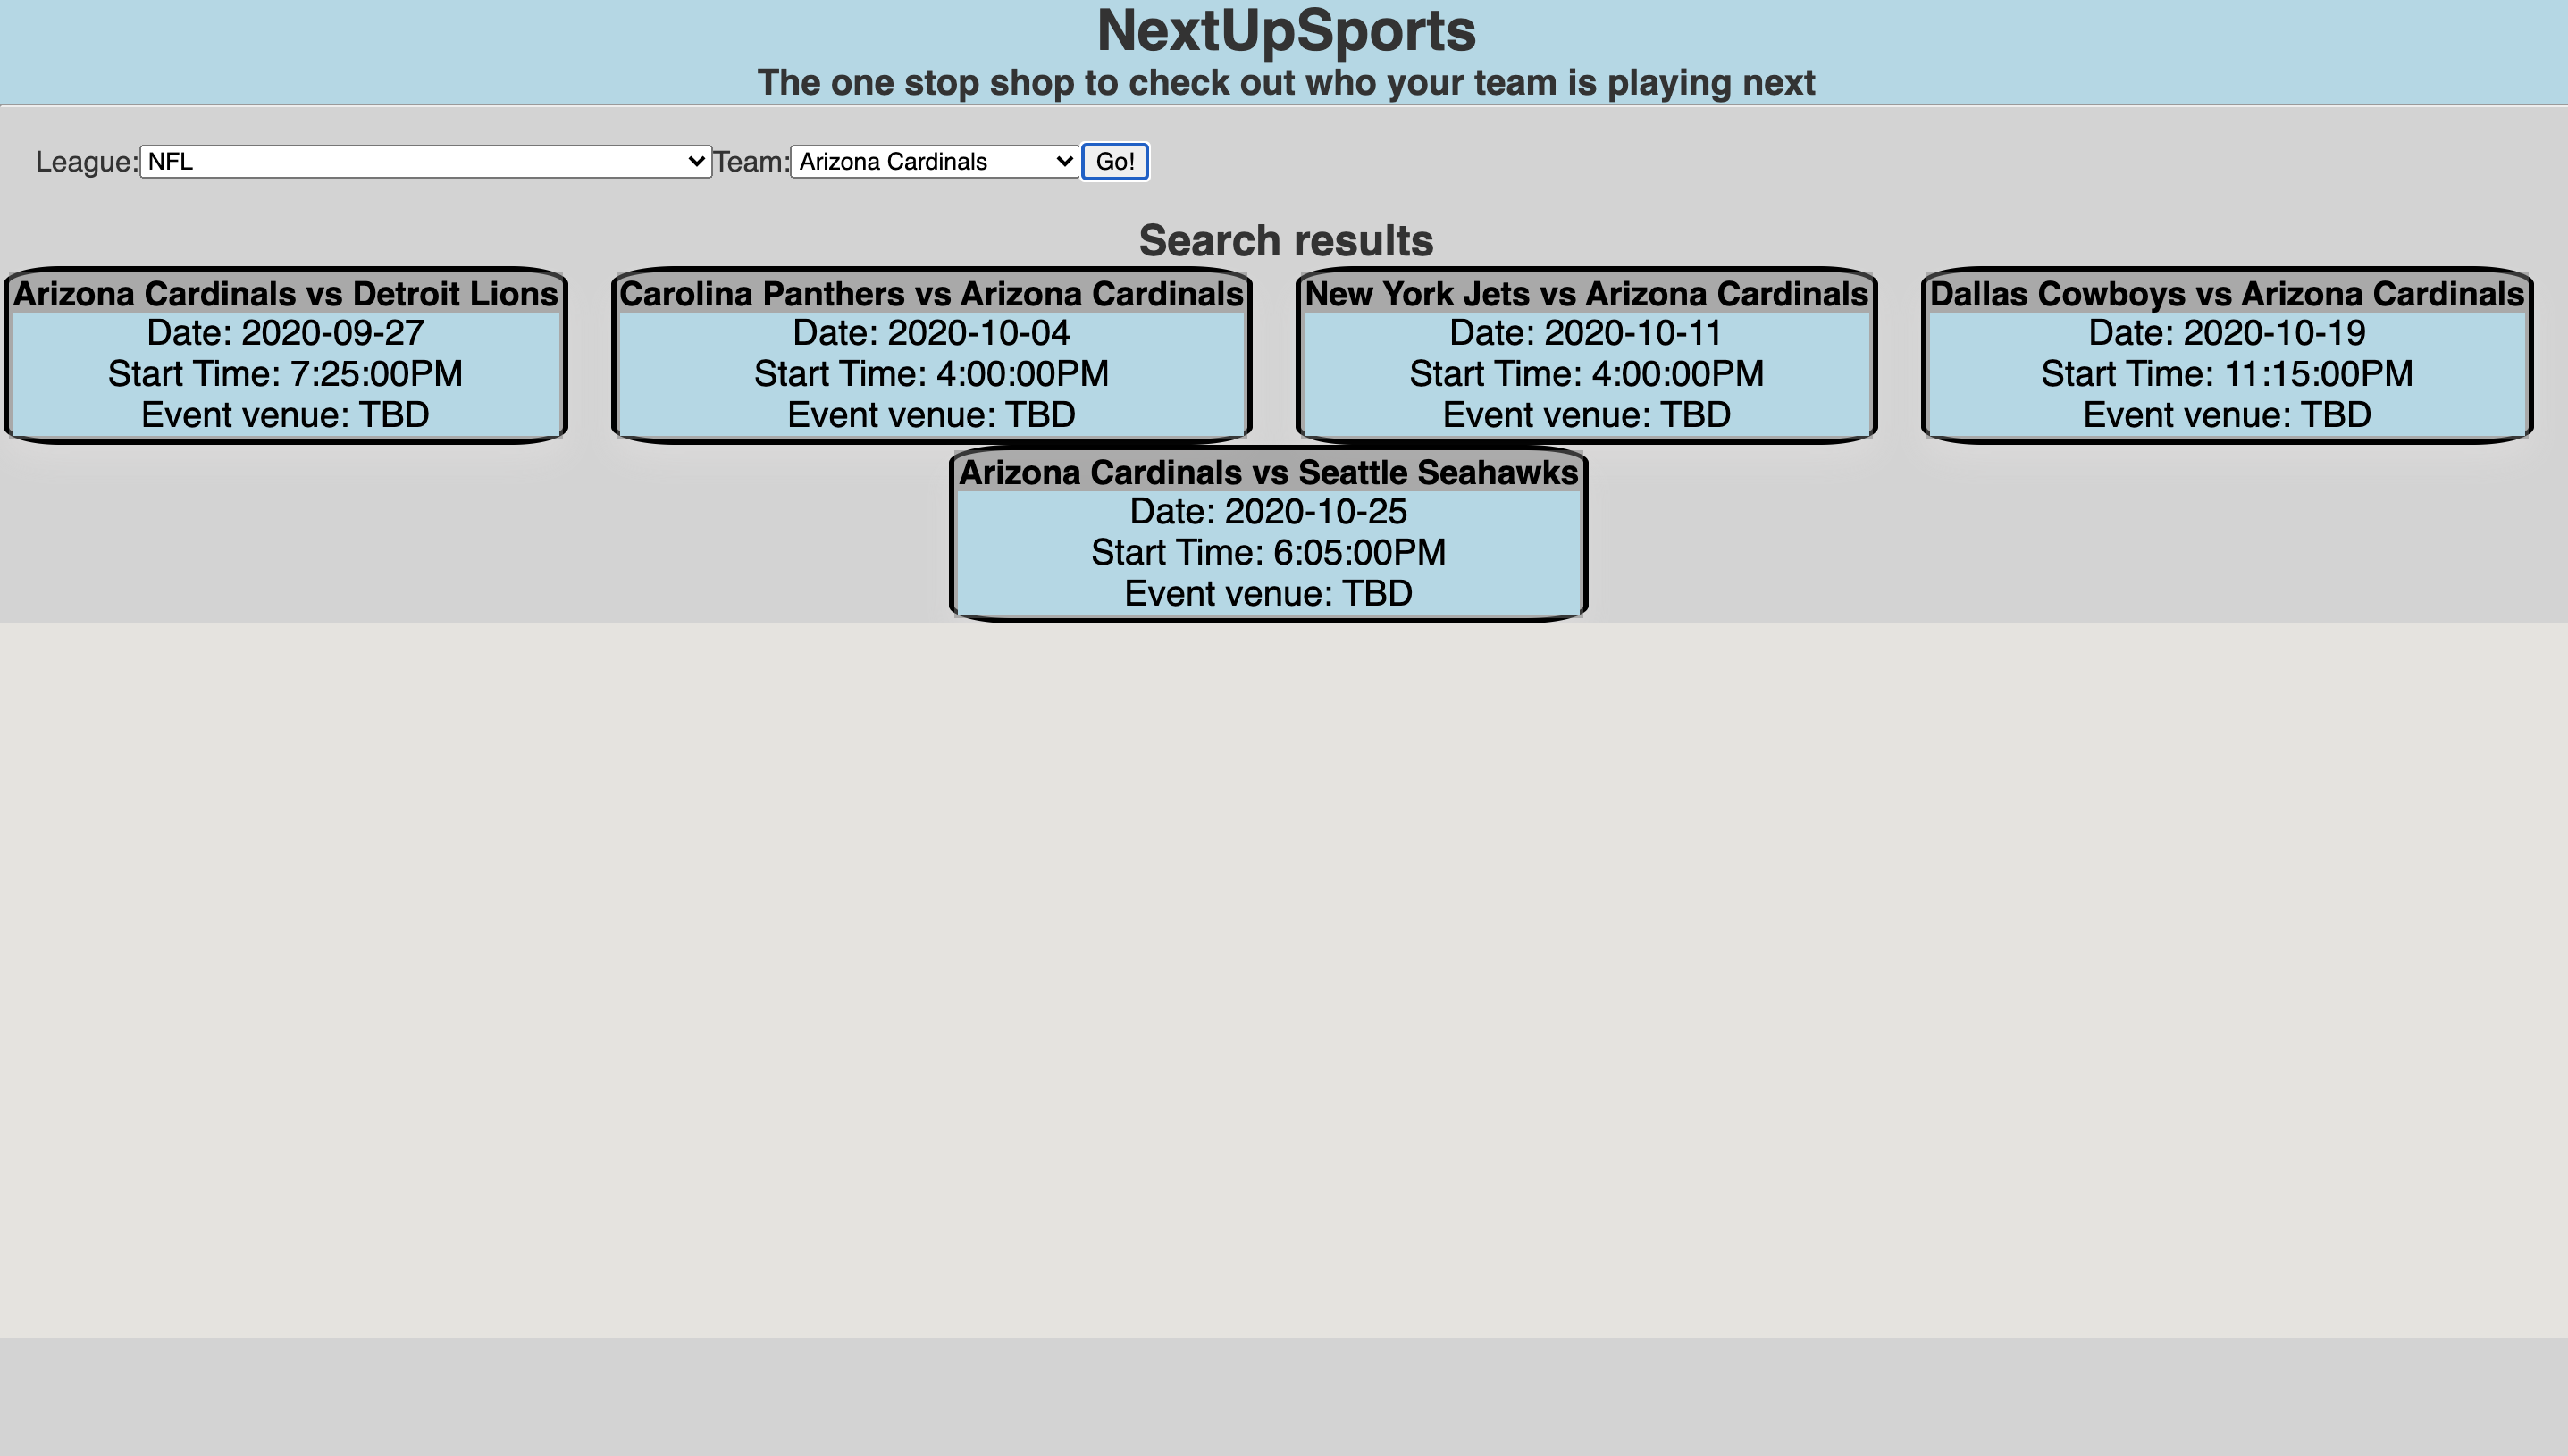 NextUpSports
The one stop shop to check out who your team is playing next
League: NFL Team: Arizona Cardinals Go!
Search results
Arizona Cardinals vs Detroit Lions
Date: 2020-09-27
Start Time: 7:25:00PM
Event venue: TBD
Carolina Panthers vs Arizona Cardinals
Date: 2020-10-04
Start Time: 4:00:00PM
Event venue: TBD
New York Jets vs Arizona Cardinals
Date: 2020-10-11
Start Time: 4:00:00PM
Event venue: TBD
Dallas Cowboys vs Arizona Cardinals
Date: 2020-10-19
Start Time: 11:15:00PM
Event venue: TBD
Arizona Cardinals vs Seattle Seahawks
Date: 2020-10-25
Start Time: 6:05:00PM
Event venue: TBD